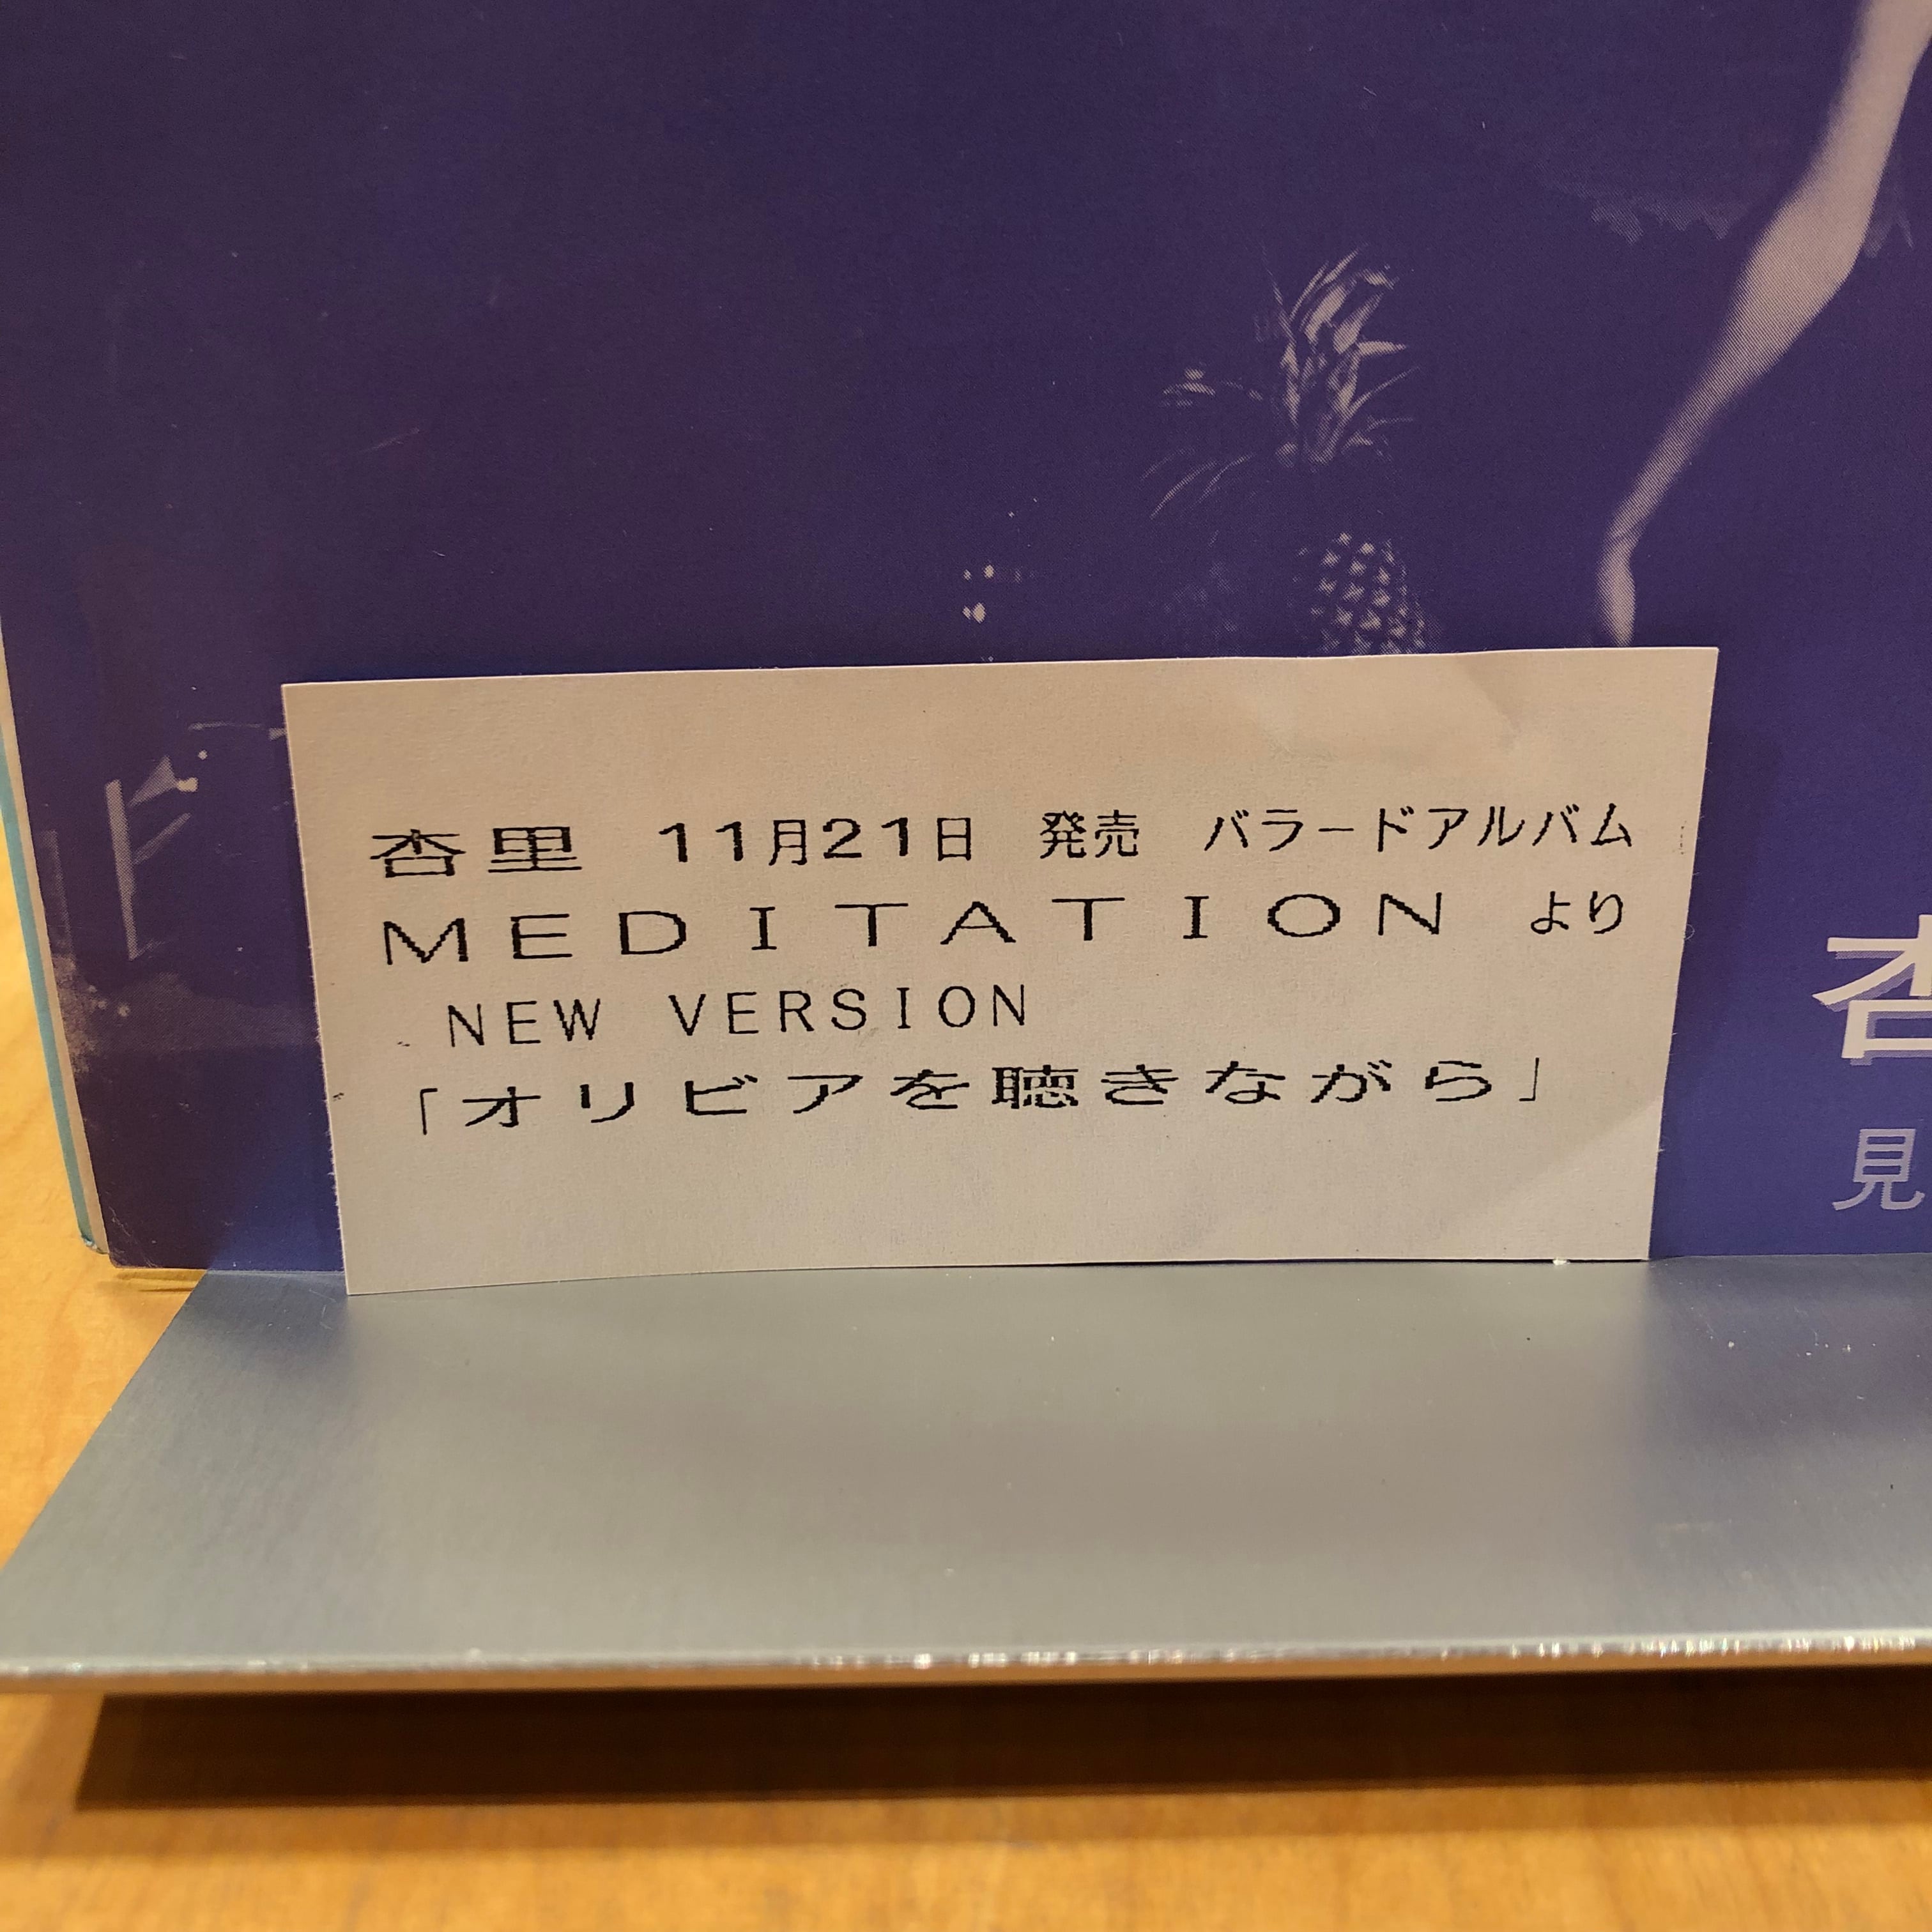 杏里　11月21日　発売　バラードアルバム
ＭＥＤＩＴＡＴＩＯＮ より
NEW VERSION
「オリビアを聴きながら」
杏
見